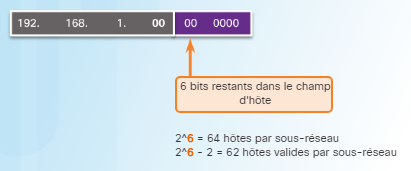 192. 168. 1. 00 00 0000
6 bits restants dans le champ
d'hôte
2^6 = 64 hôtes par sous-réseau
2^6 - 2 = 62 hôtes valides par sous-réseau